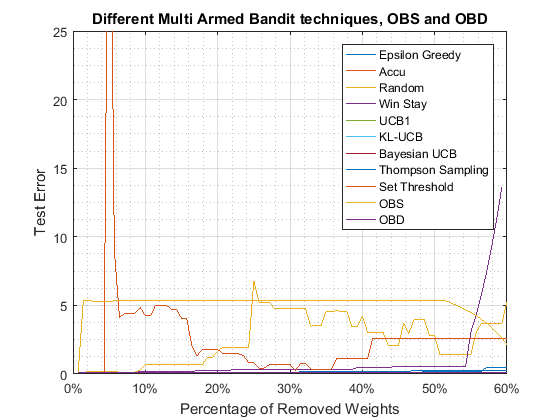 Different Multi Armed Bandit techniques, OBS and OBD
25
20
15
10
5
0
Test Error
Epsilon Greedy
Accu
Random
Win Stay
UCB1
KL-UCB
Bayesian UCB
Thompson Sampling
Set Threshold
OBS
OBD
0% 10% 20% 30% 40% 50% 60%
Percentage of Removed Weights